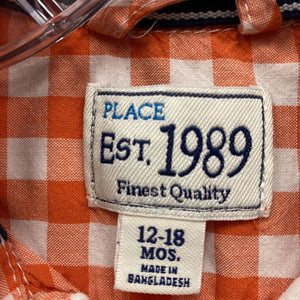 PLACE
EST. 1989
Finest Quality
12-18
MOS.
MADE IN
BANGLADESH